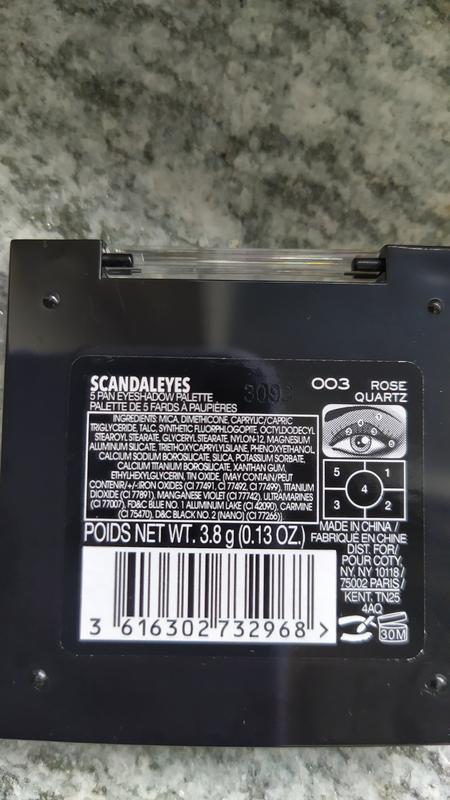 SCANDALEYES
5 PAN EYESHADOW PALETTE
PALETTE DE 5 FARDS À PAUPIÈRES
309
003 ROSE
QUARTZ
INGREDIENTS: MICA, DIMETHICONE, CAPRYLIC/CAPRIC
TRIGLYCERIDE, TALC, SYNTHETIC FLUORPHLOGOPITE, OCTYLDODECYL
STEAROYL STEARATE, GLYCERYL STEARATE, NYLON-12, MAGNESIUM
ALUMINUM SILICATE, TRIETHOXYCAPRYLYLSILANE, PHENOXYETHANOL,
CALCIUM SODIUM BOROSILICATE, SILICA, POTASSIUM SORBATE,
CALCIUM TITANIUM BOROSILICATE, XANTHAN GUM,
ETHYLHEXYLGLYCERIN, TIN OXIDE. (MAY CONTAIN/PEUT
CONTENIR/+/-:IRON OXIDES (CI 77491, CI 77492, CI 77499), TITANIUM
DIOXIDE (CI 77891), MANGANESE VIOLET (CI 77742), ULTRAMARINES
(CI 77007), FD&C BLUE NO. 1 ALUMINUM LAKE (CI 42090), CARMINE
(CI 75470), D&C BLACK NO. 2 (NANO) (CI 77266))
5 1
4
3 2
POIDS NET WT. 3.8 g (0.13 OZ.)
MADE IN CHINA /
FABRIQUÉ EN CHINE
DIST. FOR/
POUR COTY,
NY, NY 10118 /
75002 PARIS /
KENT. TN25
4AQ
30M
3 616302 732968 >